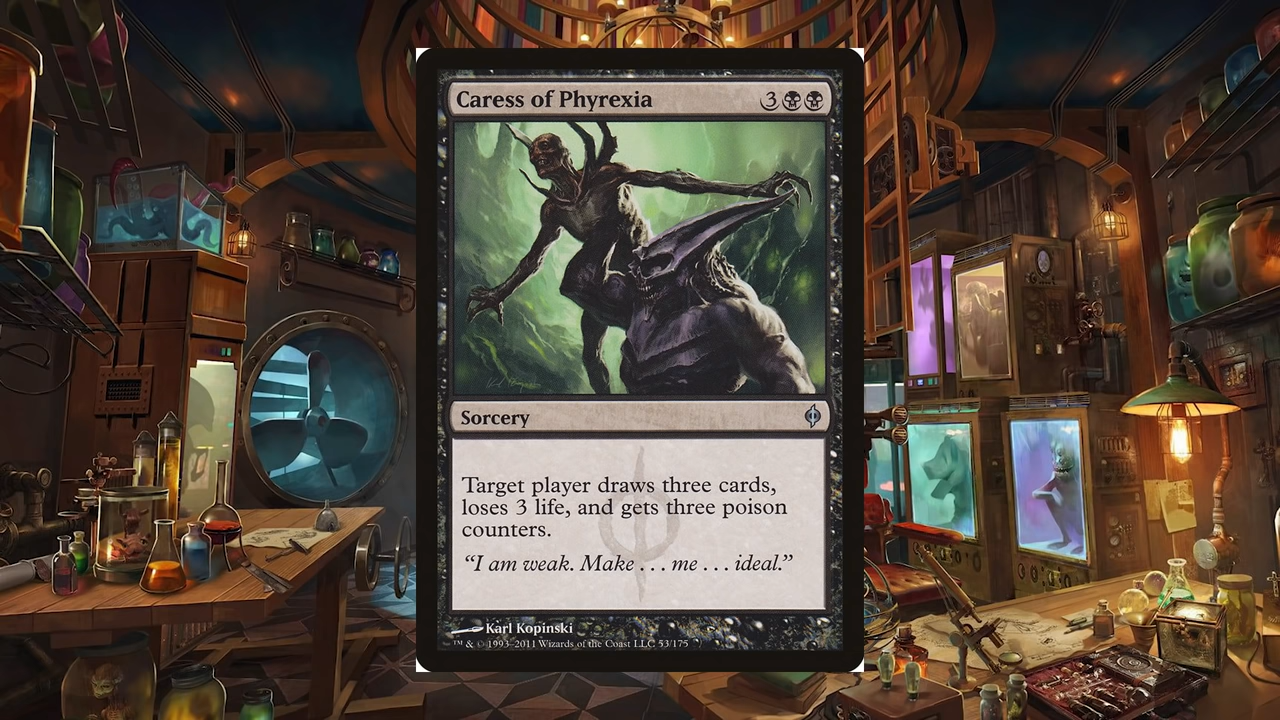 Caress of Phyrexia 3
Sorcery
Target player draws three cards,
loses 3 life, and gets three poison
counters.
“I am weak. Make . . . me . . . ideal.”
Karl Kopinski
™ & © 1993–2011 Wizards of the Coast LLC 53/175